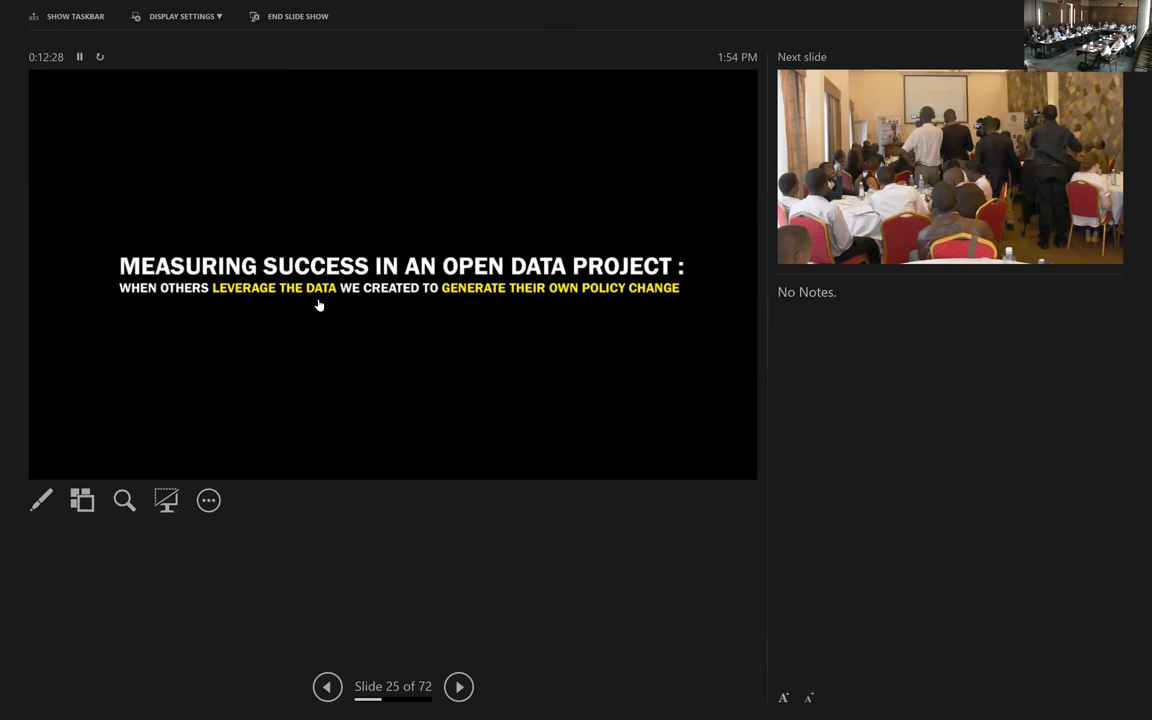 SHOW TASKBAR
DISPLAY SETTINGS ▼
END SLIDE SHOW
0:12:28
1:54 PM
MEASURING SUCCESS IN AN OPEN DATA PROJECT :
WHEN OTHERS LEVERAGE THE DATA WE CREATED TO GENERATE THEIR OWN POLICY CHANGE
Next slide
No Notes.
Slide 25 of 72
A A